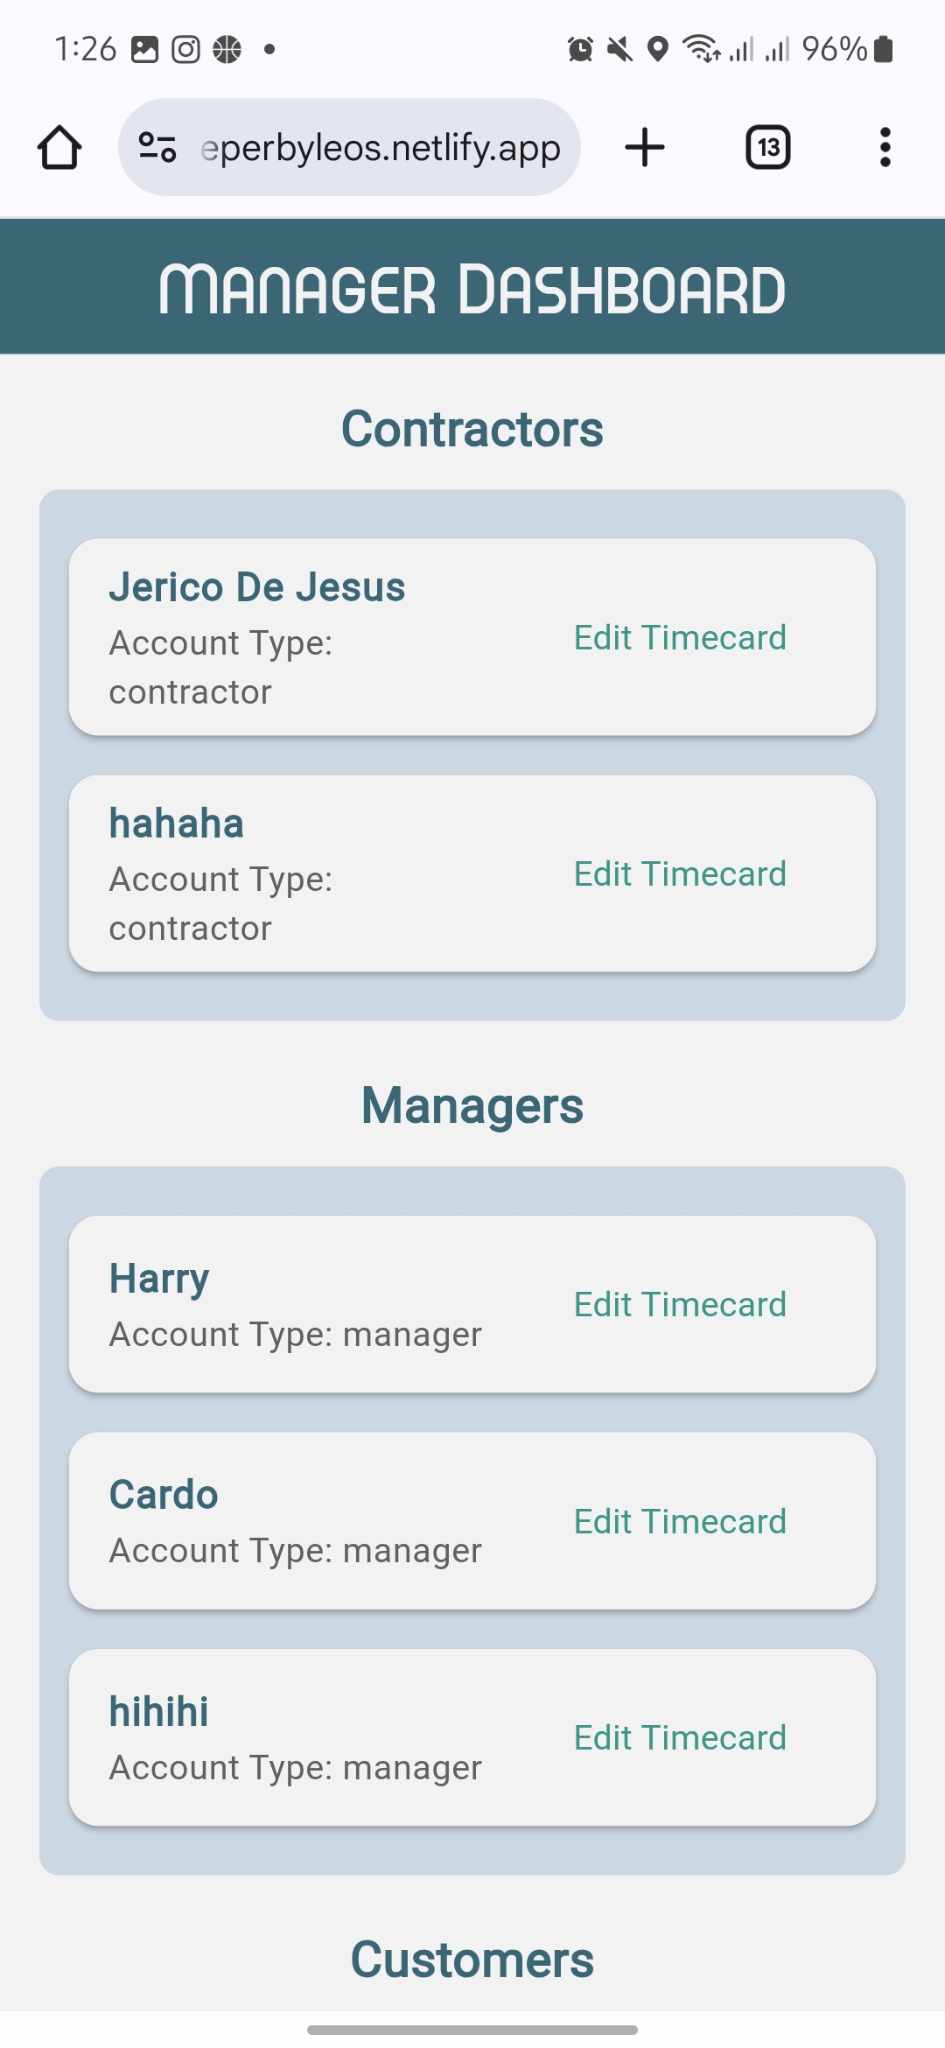 1:26
96%
eperbyleos.netlify.app
13
Manager Dashboard
Contractors
Jerico De Jesus
Account Type:
contractor
Edit Timecard
hahaha
Account Type:
contractor
Edit Timecard
Managers
Harry
Account Type: manager
Edit Timecard
Cardo
Account Type: manager
Edit Timecard
hihihi
Account Type: manager
Edit Timecard
Customers